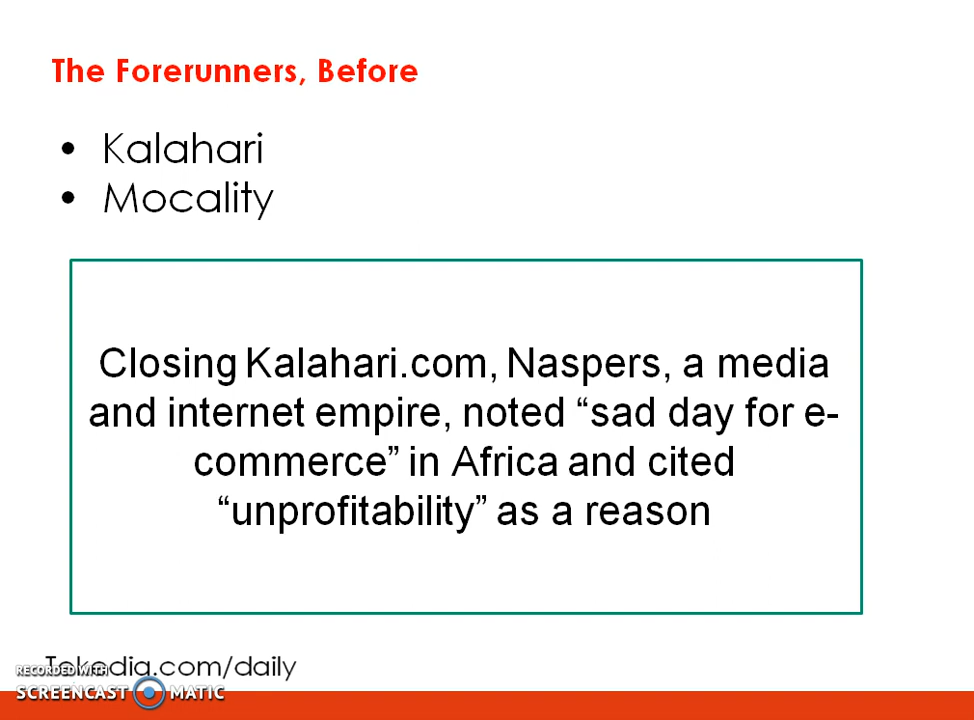 The Forerunners, Before
• Kalahari
• Mocality
Closing Kalahari.com, Naspers, a media
and internet empire, noted “sad day for e-
commerce” in Africa and cited
“unprofitability” as a reason
Tekedia.com/daily
RECORDED WITH
SCREENCAST MATIC